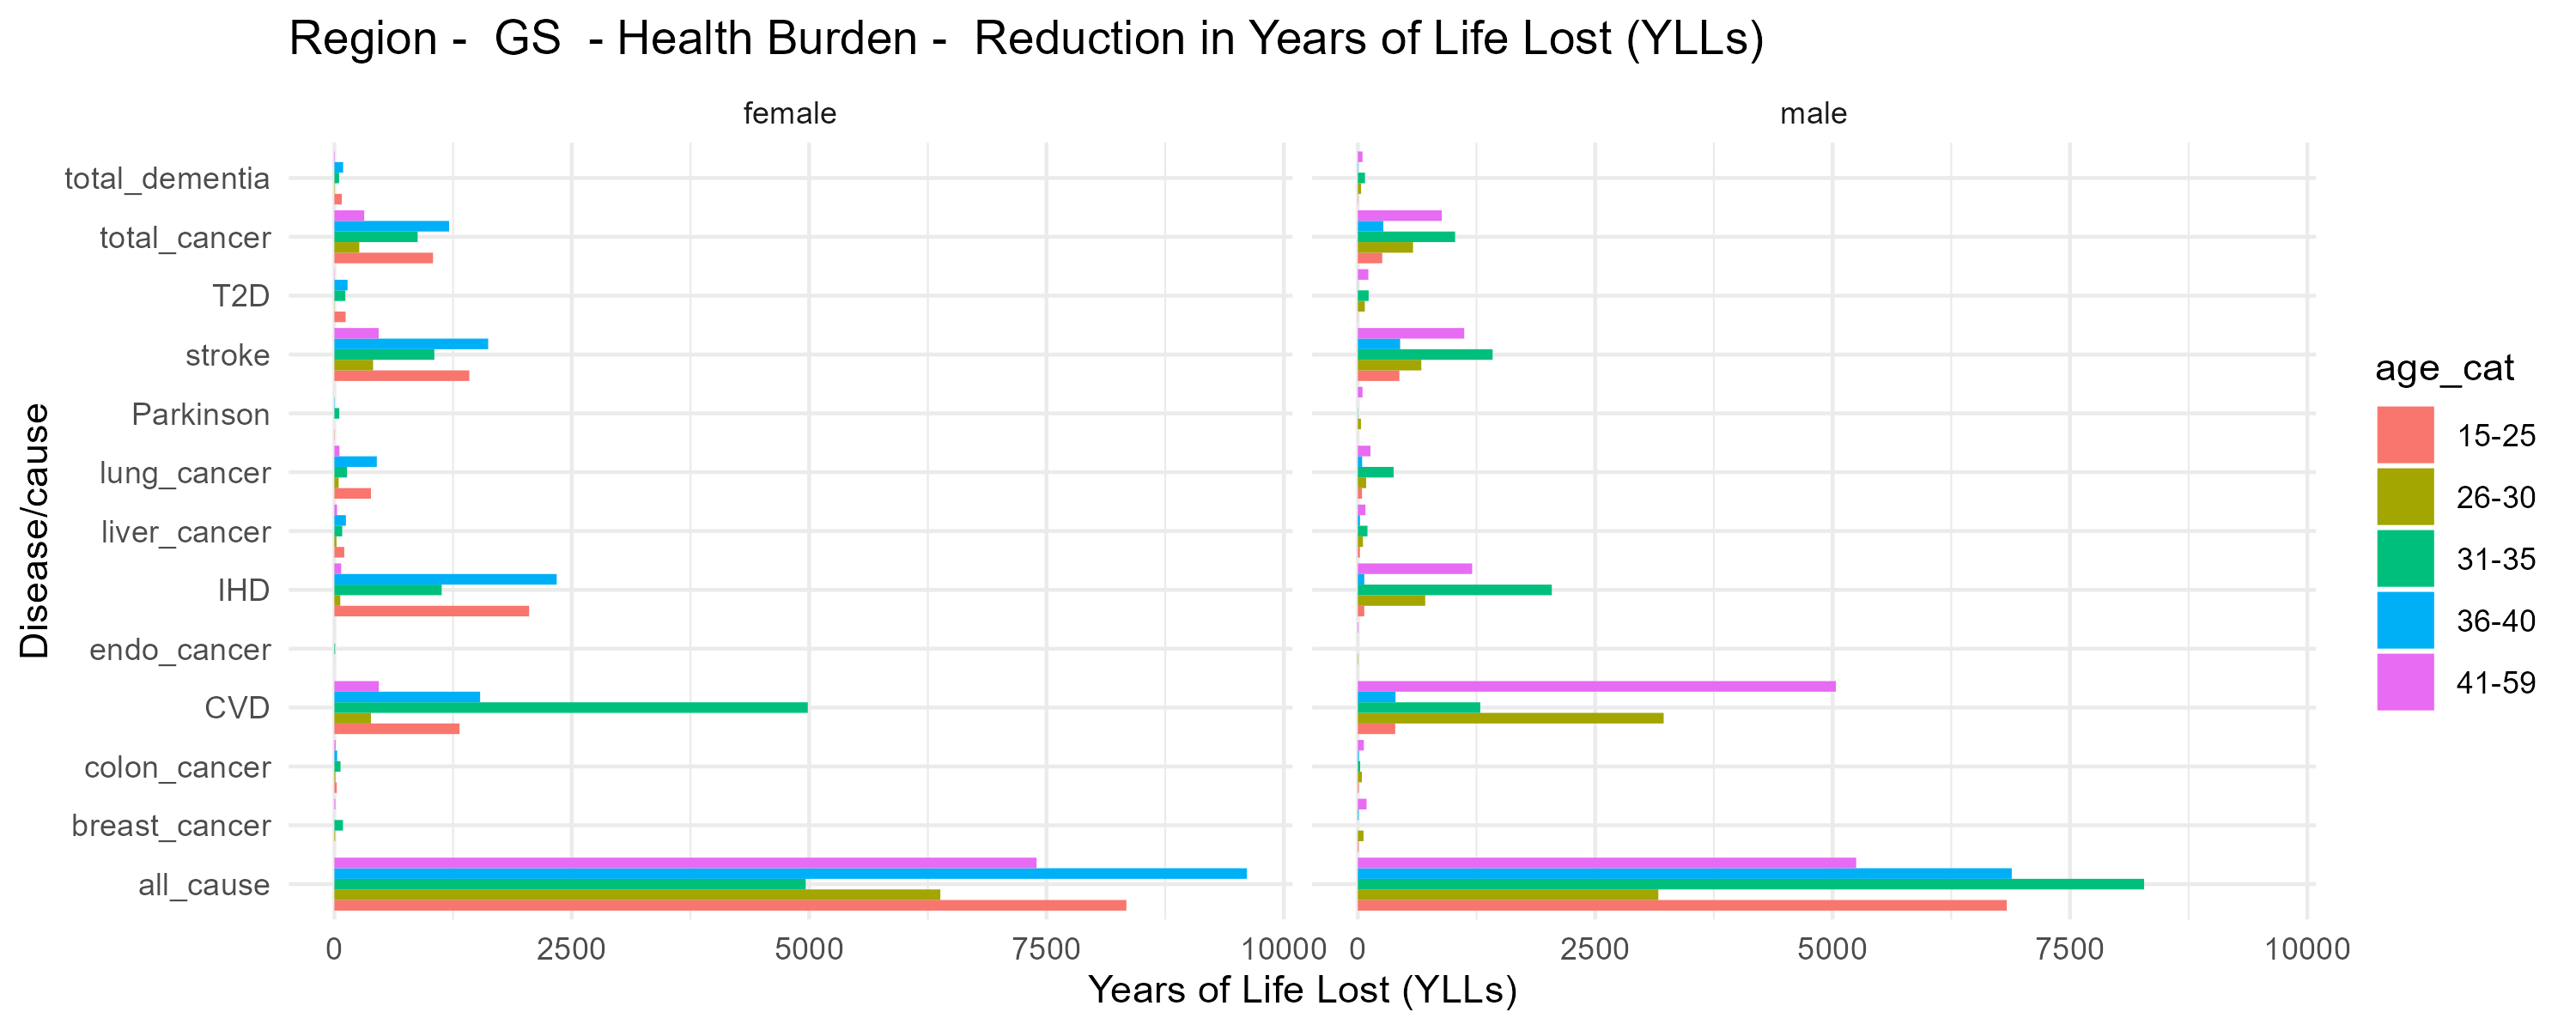 Region -  GS  - Health Burden -  Reduction in Years of Life Lost (YLLs)
female
male
total_dementia
total_cancer
T2D
stroke
Parkinson
lung_cancer
liver_cancer
IHD
endo_cancer
CVD
colon_cancer
breast_cancer
all_cause
Disease/cause
0 2500 5000 7500 10000
0 2500 5000 7500 10000
Years of Life Lost (YLLs)
age_cat
15-25
26-30
31-35
36-40
41-59